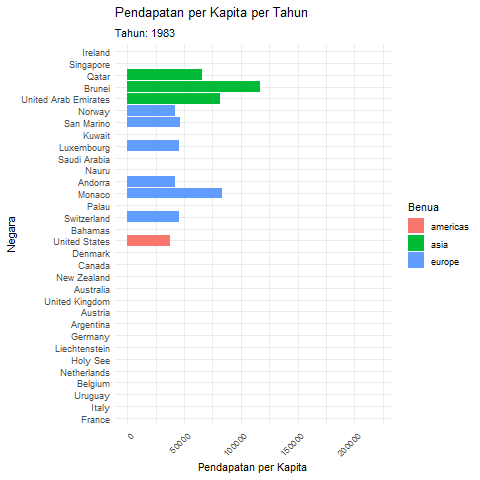 Pendapatan per Kapita per Tahun
Tahun: 1983
Negara
Ireland
Singapore
Qatar
Brunei
United Arab Emirates
Norway
San Marino
Kuwait
Luxembourg
Saudi Arabia
Nauru
Andorra
Monaco
Palau
Switzerland
Bahamas
United States
Denmark
Canada
New Zealand
Australia
United Kingdom
Austria
Argentina
Germany
Liechtenstein
Holy See
Netherlands
Belgium
Uruguay
Italy
France
0
50000
100000
150000
200000
Pendapatan per Kapita
Benua
americas
asia
europe